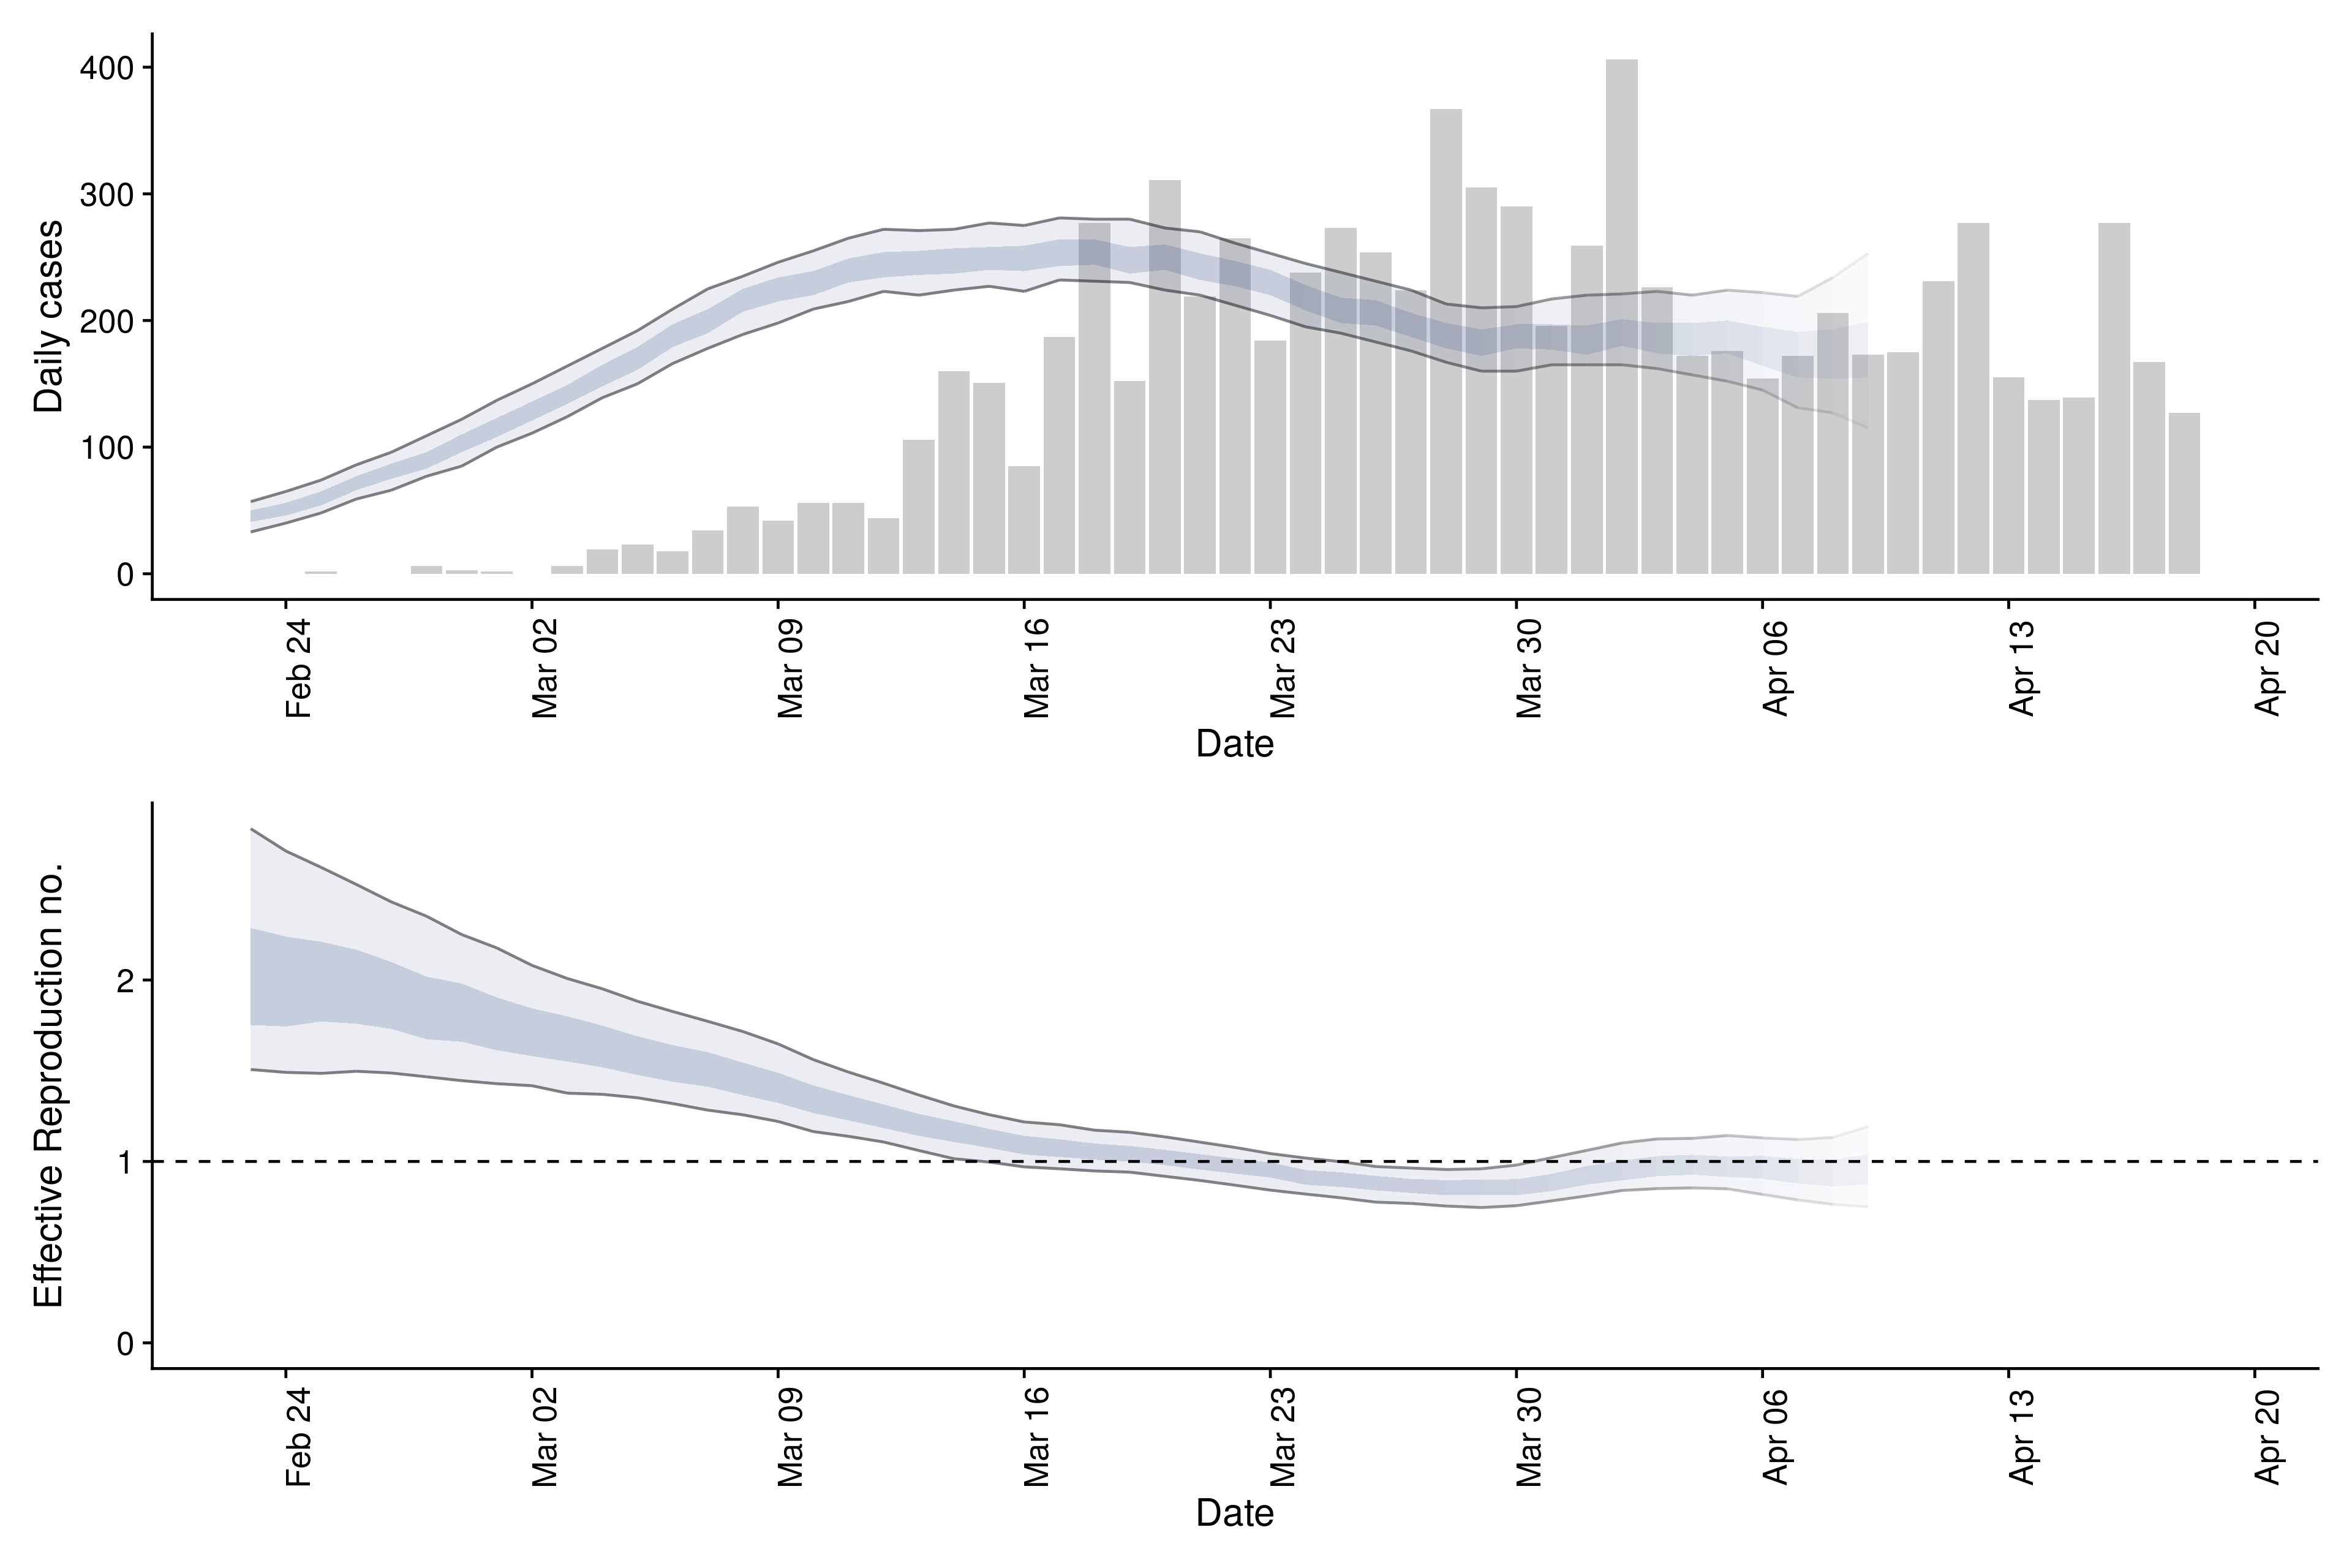 Daily cases
400
300
200
100
0
Feb 24
Mar 02
Mar 09
Mar 16
Mar 23
Mar 30
Apr 06
Apr 13
Apr 20
Date
Effective Reproduction no.
2
1
0
Feb 24
Mar 02
Mar 09
Mar 16
Mar 23
Mar 30
Apr 06
Apr 13
Apr 20
Date